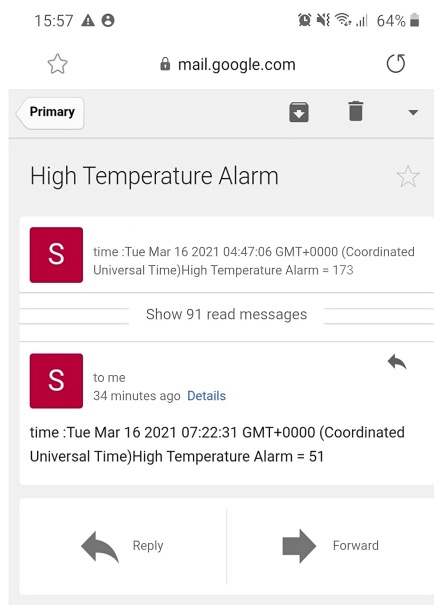 15:57 64%
mail.google.com
Primary
High Temperature Alarm
S
time :Tue Mar 16 2021 04:47:06 GMT+0000 (Coordinated
Universal Time)High Temperature Alarm = 173
Show 91 read messages
S
to me
34 minutes ago Details
time :Tue Mar 16 2021 07:22:31 GMT+0000 (Coordinated
Universal Time)High Temperature Alarm = 51
Reply Forward